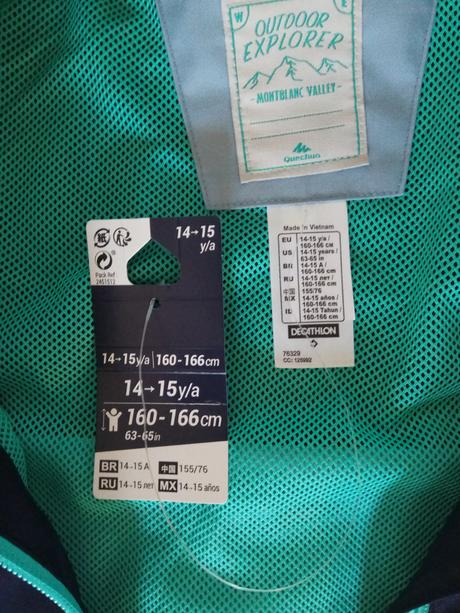 W E
OUTDOOR
EXPLORER
- MONTBLANC VALLEY -
Quechua
14→15
y/a
Pack Ref
2451512
14→15y/a 160-166cm
14→15y/a
160-166cm
63-65in
BR 14-15 A 中国 155/76
RU 14-15 лет MX 14-15 años
Made in Vietnam
EU 14-15 y/a /
160-166 cm
US 14-15 years /
63-65 in
BR 14-15 A /
160-166 cm
RU 14-15 лет /
160-166 cm
中国 155/76
MX 14-15 años /
160-166 cm
ID 14-15 Tahun /
160-166 cm
DECATHLON
76329
CC: 125992